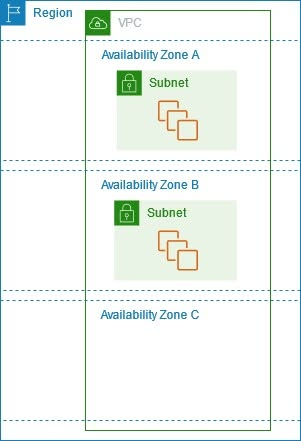 Region
VPC
Availability Zone A
Subnet
Availability Zone B
Subnet
Availability Zone C